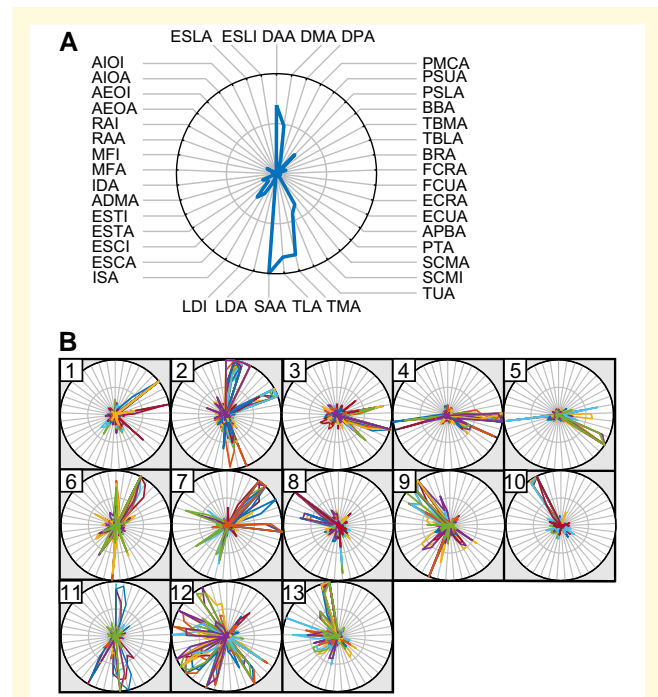 A
ESLA ESLI DAA DMA DPA
AIOI PMCA
AIOA PSUA
AEOI PSLA
AEOA BBA
RAI TBMA
RAA TBLA
MFI BRA
MFA FCRA
IDA FCUA
ADMA ECRA
ESTI ECUA
ESTA APBA
ESCI PTA
ESCA SCMA
ISA SCMI
TUA
LDI LDA SAA TLA TMA
B
1 2 3 4 5
6 7 8 9 10
11 12 13